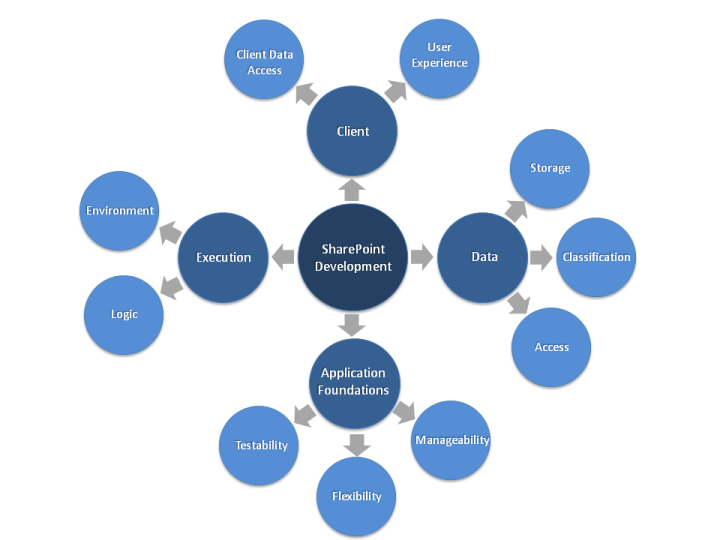 Client Data
Access
User
Experience
Client
Storage
Environment
SharePoint
Development
Execution
Data
Classification
Logic
Access
Application
Foundations
Testability
Manageability
Flexibility